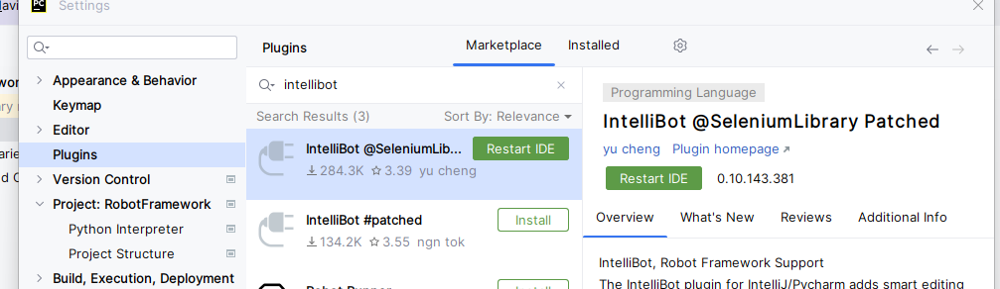 PC Settings
avi
Plugins Marketplace Installed
Appearance & Behavior
Keymap
Editor
Plugins
Version Control
Project: RobotFramework
Python Interpreter
Project Structure
Build, Execution, Deployment
intellibot
Search Results (3) Sort By: Relevance
IntelliBot @SeleniumLib... Restart IDE
284.3K 3.39 yu cheng
IntelliBot #patched Install
134.2K 3.55 ngn tok
Programming Language
IntelliBot @SeleniumLibrary Patched
yu cheng Plugin homepage
Restart IDE 0.10.143.381
Overview What's New Reviews Additional Info
IntelliBot, Robot Framework Support
The IntelliBot plugin for IntelliJ/Pycharm adds smart editing